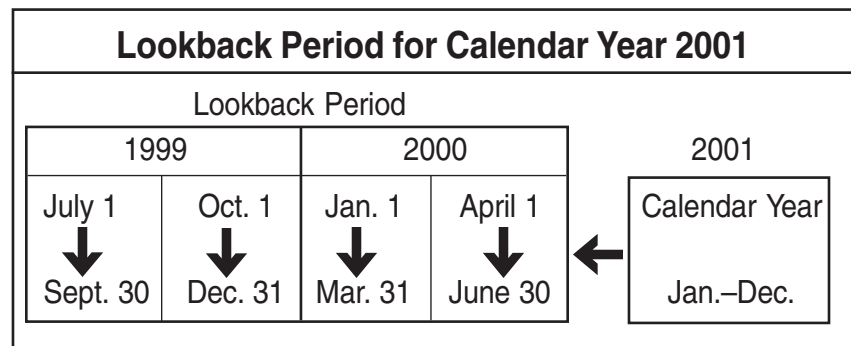 Lookback Period for Calendar Year 2001
Lookback Period
1999 2000 2001
July 1 Oct. 1 Jan. 1 April 1 Calendar Year
Sept. 30 Dec. 31 Mar. 31 June 30 Jan.–Dec.